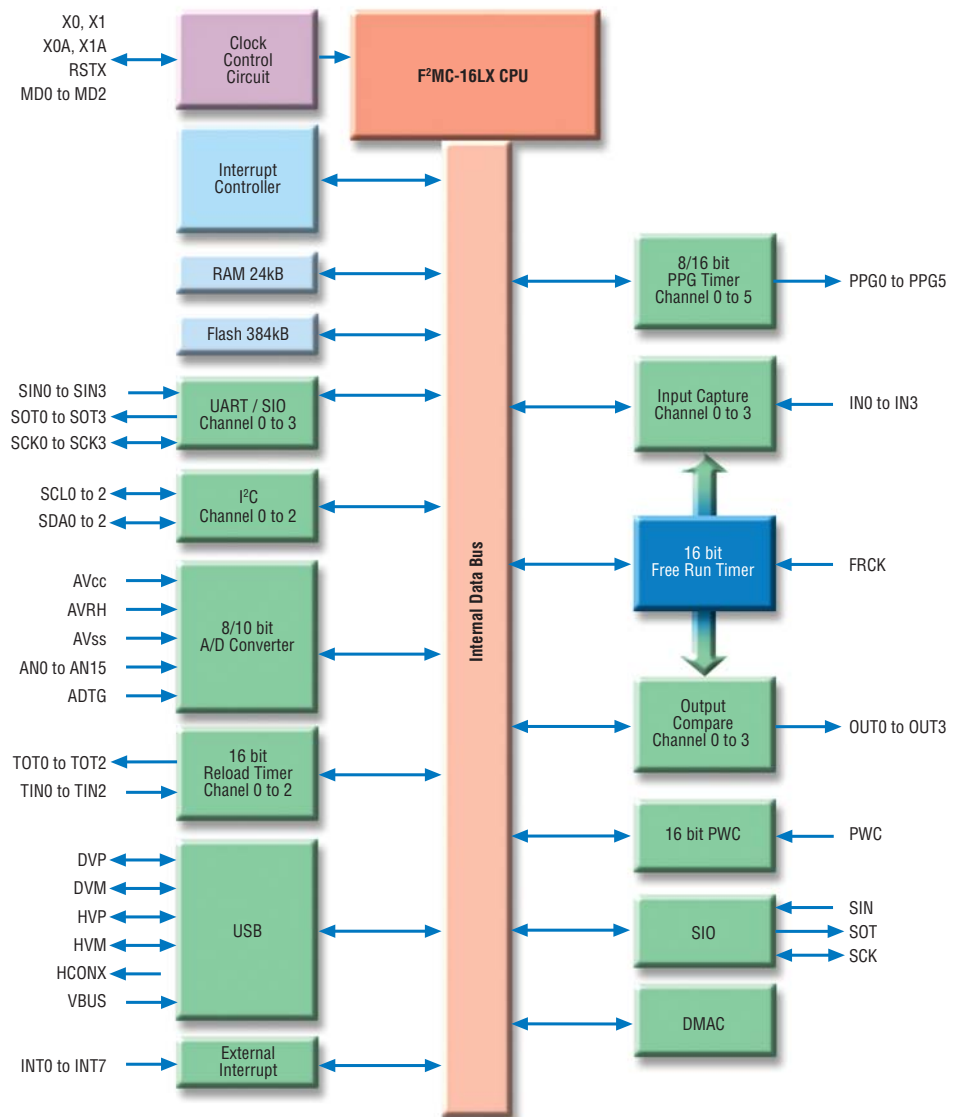 X0, X1
X0A, X1A
RSTX
MD0 to MD2
Clock
Control
Circuit
F²MC-16LX CPU
Interrupt
Controller
RAM 24kB
Flash 384kB
SIN0 to SIN3
SOT0 to SOT3
SCK0 to SCK3
UART / SIO
Channel 0 to 3
SCL0 to 2
SDA0 to 2
I²C
Channel 0 to 2
AVcc
AVRH
AVss
AN0 to AN15
ADTG
8/10 bit
A/D Converter
TOT0 to TOT2
TIN0 to TIN2
16 bit
Reload Timer
Chanel 0 to 2
DVP
DVM
HVP
HVM
HCONX
VBUS
USB
INT0 to INT7
External
Interrupt
Internal Data Bus
8/16 bit
PPG Timer
Channel 0 to 5
PPG0 to PPG5
Input Capture
Channel 0 to 3
IN0 to IN3
16 bit
Free Run Timer
FRCK
Output
Compare
Channel 0 to 3
OUT0 to OUT3
16 bit PWC
PWC
SIO
SIN
SOT
SCK
DMAC